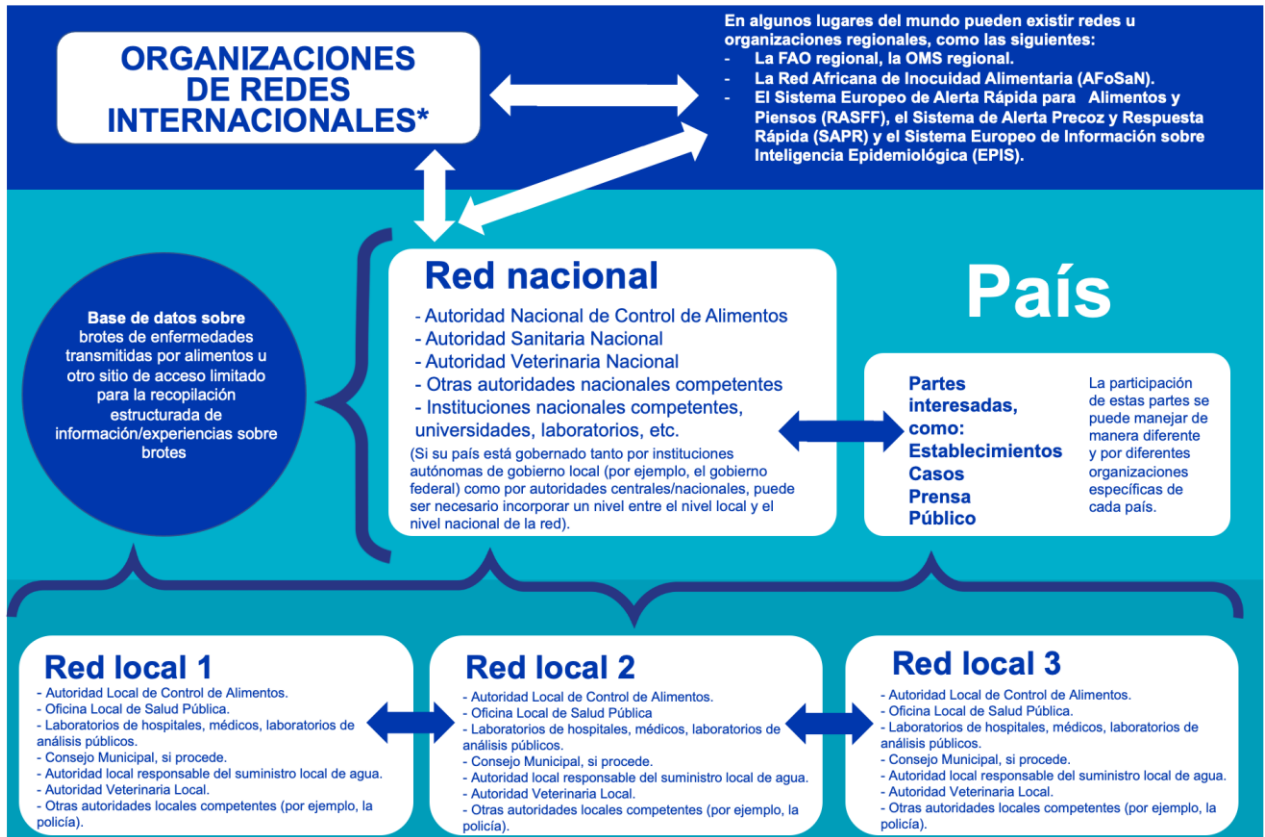 ORGANIZACIONES
DE REDES
INTERNACIONALES*
En algunos lugares del mundo pueden existir redes u
organizaciones regionales, como las siguientes:
- La FAO regional, la OMS regional.
- La Red Africana de Inocuidad Alimentaria (AFoSaN).
- El Sistema Europeo de Alerta Rápida para Alimentos y
Piensos (RASFF), el Sistema de Alerta Precoz y Respuesta
Rápida (SAPR) y el Sistema Europeo de Información sobre
Inteligencia Epidemiológica (EPIS).
Base de datos sobre
brotes de enfermedades
transmitidas por alimentos u
otro sitio de acceso limitado
para la recopilación
estructurada de
información/experiencias sobre
brotes
Red nacional
- Autoridad Nacional de Control de Alimentos
- Autoridad Sanitaria Nacional
- Autoridad Veterinaria Nacional
- Otras autoridades nacionales competentes
- Instituciones nacionales competentes,
universidades, laboratorios, etc.
(Si su país está gobernado tanto por instituciones
autónomas de gobierno local (por ejemplo, el gobierno
federal) como por autoridades centrales/nacionales, puede
ser necesario incorporar un nivel entre el nivel local y el
nivel nacional de la red).
País
Partes
interesadas,
como:
Establecimientos
Casos
Prensa
Público
La participación
de estas partes se
puede manejar de
manera diferente
y por diferentes
organizaciones
específicas de
cada país.
Red local 1
- Autoridad Local de Control de Alimentos.
- Oficina Local de Salud Pública.
- Laboratorios de hospitales, médicos, laboratorios de
análisis públicos.
- Consejo Municipal, si procede.
- Autoridad local responsable del suministro local de agua.
- Autoridad Veterinaria Local.
- Otras autoridades locales competentes (por ejemplo, la
policía).
Red local 2
- Autoridad Local de Control de Alimentos.
- Oficina Local de Salud Pública
- Laboratorios de hospitales, médicos, laboratorios de
análisis públicos.
- Consejo Municipal, si procede.
- Autoridad local responsable del suministro local de agua.
- Autoridad Veterinaria Local.
- Otras autoridades locales competentes (por ejemplo, la
policía).
Red local 3
- Autoridad Local de Control de Alimentos.
- Oficina Local de Salud Pública.
- Laboratorios de hospitales, médicos, laboratorios de
análisis públicos.
- Consejo Municipal, si procede.
- Autoridad local responsable del suministro local de agua.
- Autoridad Veterinaria Local.
- Otras autoridades locales competentes (por ejemplo, la
policía).